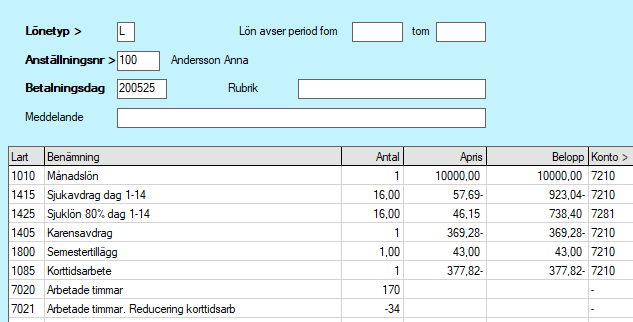 Lönetyp > L Lön avser period fom tom
Anställningsnr > 100 Andersson Anna
Betalningsdag 200525 Rubrik
Meddelande
Lart Benämning Antal Apris Belopp Konto >
1010 Månadslön 1 10000,00 10000,00 7210
1415 Sjukavdrag dag 1-14 16,00 57,69- 923,04- 7210
1425 Sjuklön 80% dag 1-14 16,00 46,15 738,40 7281
1405 Karensavdrag 1 369,28- 369,28- 7210
1800 Semestertillägg 1,00 43,00 43,00 7210
1085 Korttidsarbete 1 377,82- 377,82- 7210
7020 Arbetade timmar 170 -
7021 Arbetade timmar. Reducering korttidsarb -34 -